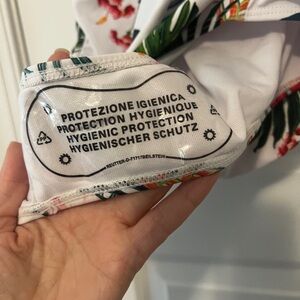 PROTEZIONE IGIENICA
PROTECTION HYGIENIQUE
HYGIENIC PROTECTION
HYGIENISCHER SCHUTZ